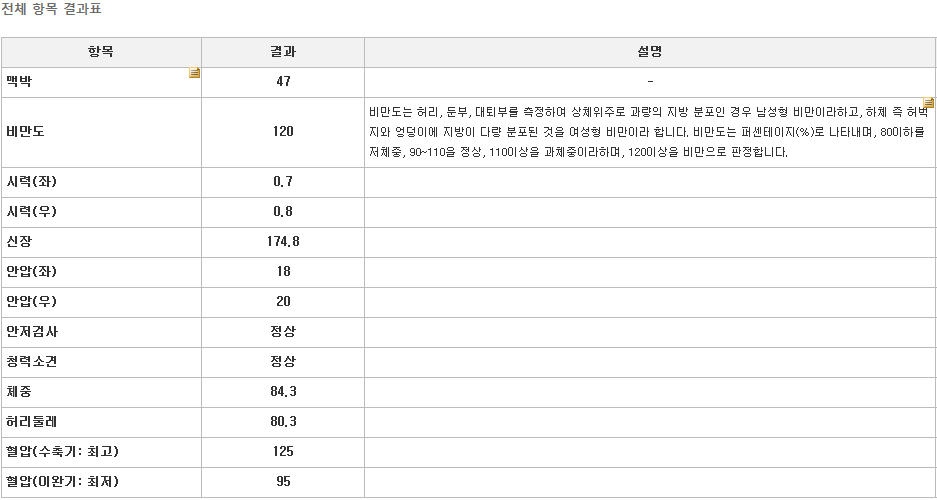 전체 항목 결과표
항목 결과 설명
맥박 47 -
비만도 120 비만도는 허리, 둔부, 대퇴부를 측정하여 상체위주로 과량의 지방 분포인 경우 남성형 비만이라하고, 하체 즉 허벅
지와 엉덩이에 지방이 다량 분포된 것을 여성형 비만이라 합니다. 비만도는 퍼센테이지(%)로 나타내며, 80이하를
저체중, 90~110을 정상, 110이상을 과체중이라하며, 120이상을 비만으로 판정합니다.
시력(좌) 0.7
시력(우) 0.8
신장 174.8
안압(좌) 18
안압(우) 20
안저검사 정상
청력소견 정상
체중 84.3
허리둘레 80.3
혈압(수축기: 최고) 125
혈압(이완기: 최저) 95